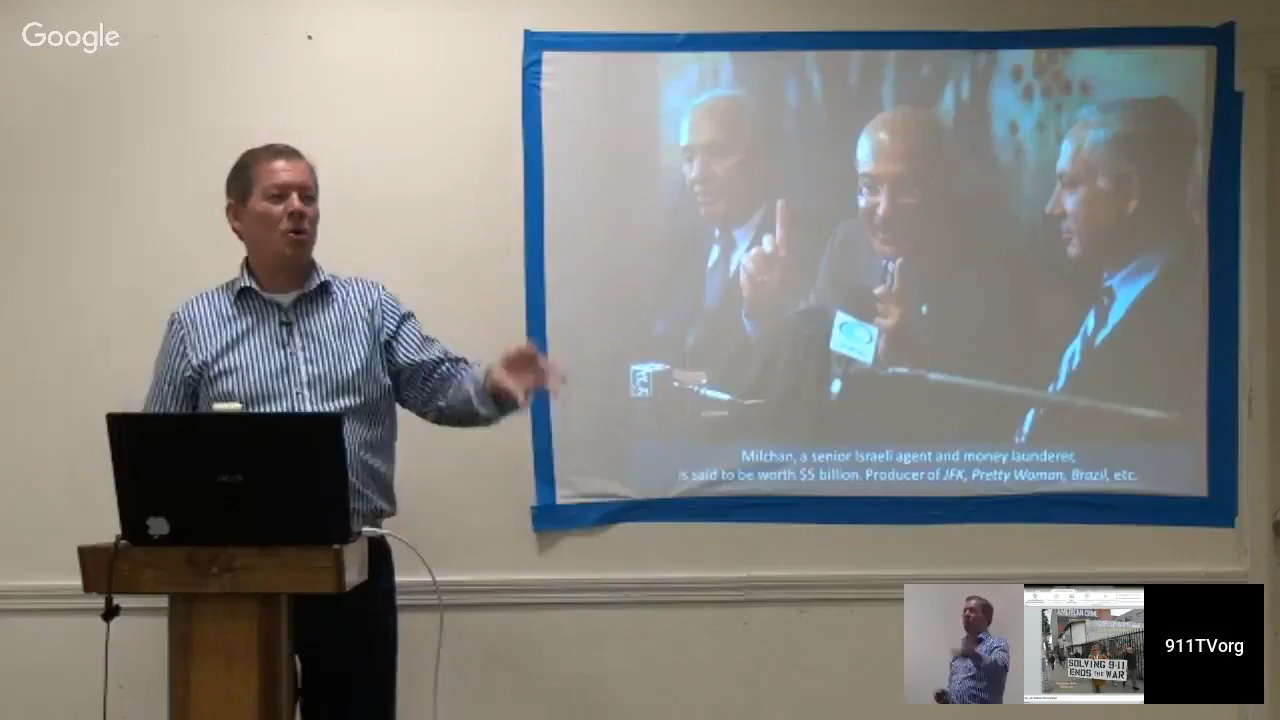 Google
Milchan, a senior Israeli agent and money launderer,
is said to be worth $5 billion. Producer of JFK, Pretty Woman, Brazil, etc.
acer
911TVorg
SOLVING 9-11
ENDS THE WAR